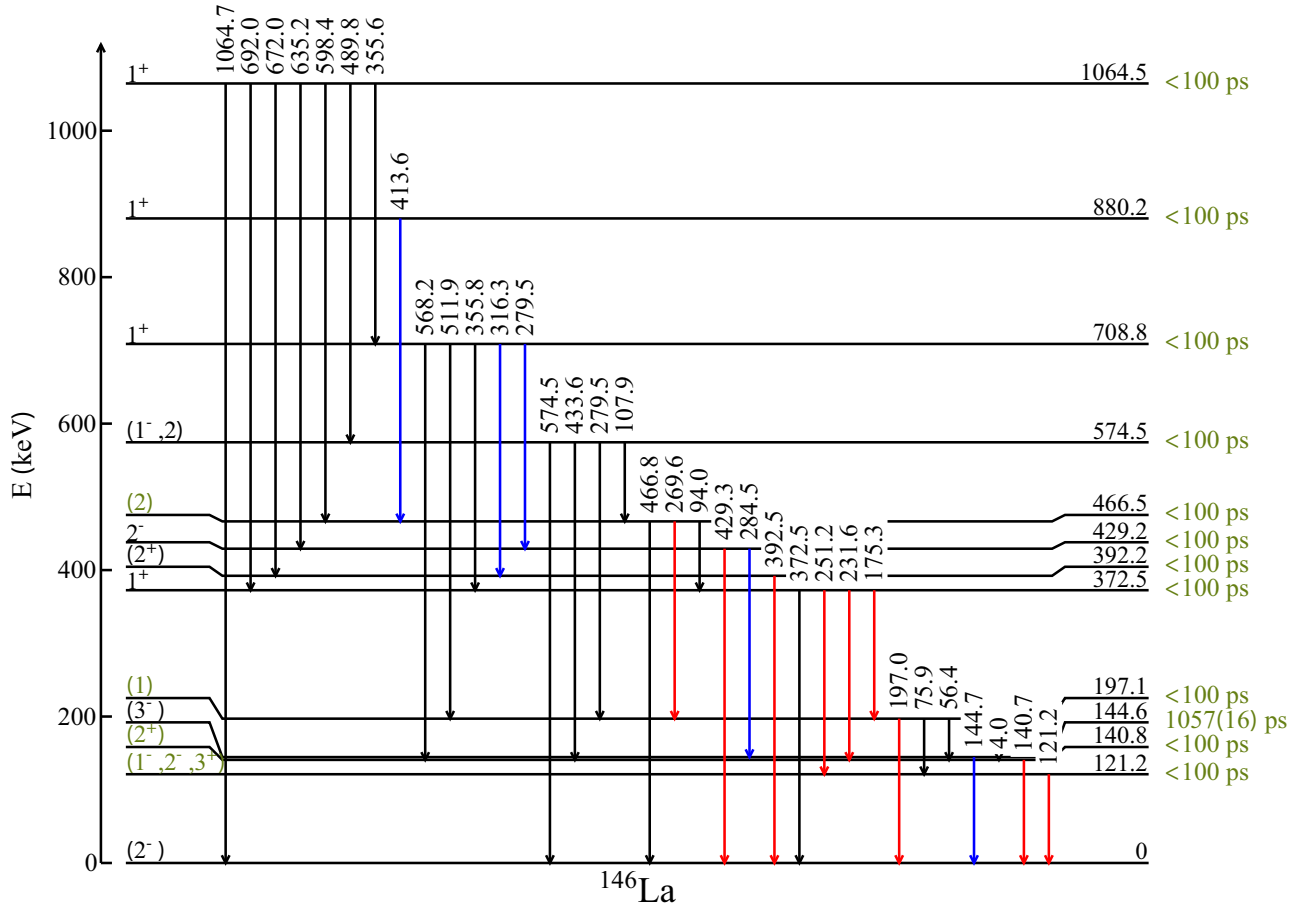 1064.7 692.0 672.0 635.2 598.4 489.8 355.6
1⁺ 1064.5 <100 ps
1000
413.6
1⁺ 880.2 <100 ps
800
568.2 511.9 355.8 316.3 279.5
1⁺ 708.8 <100 ps
E (keV)
600
574.5 433.6 279.5 107.9
(1⁻,2) 574.5 <100 ps
466.8 269.6 94.0 429.3 284.5 392.5 372.5 251.2 231.6 175.3
(2) 466.5 <100 ps
2⁻ 429.2 <100 ps
400
(2⁺) 392.2 <100 ps
1⁺ 372.5 <100 ps
197.0 75.9 56.4 144.7 4.0 140.7 121.2
(1) 197.1 <100 ps
200
(3⁻) 144.6 1057(16) ps
(2⁺) 140.8 <100 ps
(1⁻,2⁻,3⁺) 121.2 <100 ps
0
(2⁻) 0
¹⁴⁶La